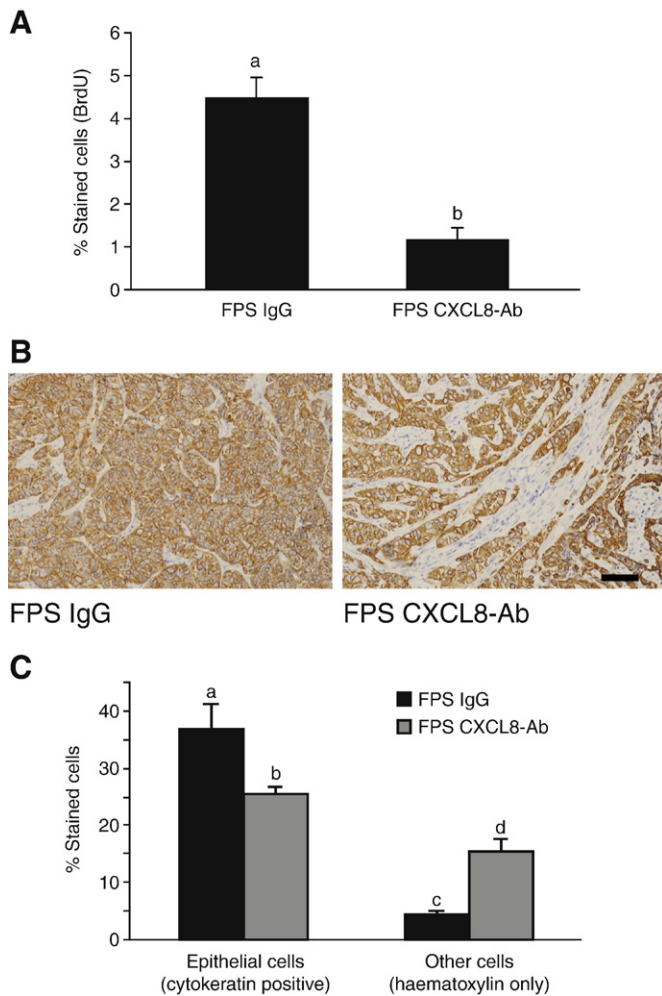 A
% Stained cells (BrdU)
6
5
4
3
2
1
0
a
b
FPS IgG
FPS CXCL8-Ab
B
FPS IgG
FPS CXCL8-Ab
C
% Stained cells
40
30
20
10
0
a
b
c
d
FPS IgG
FPS CXCL8-Ab
Epithelial cells
(cytokeratin positive)
Other cells
(haematoxylin only)